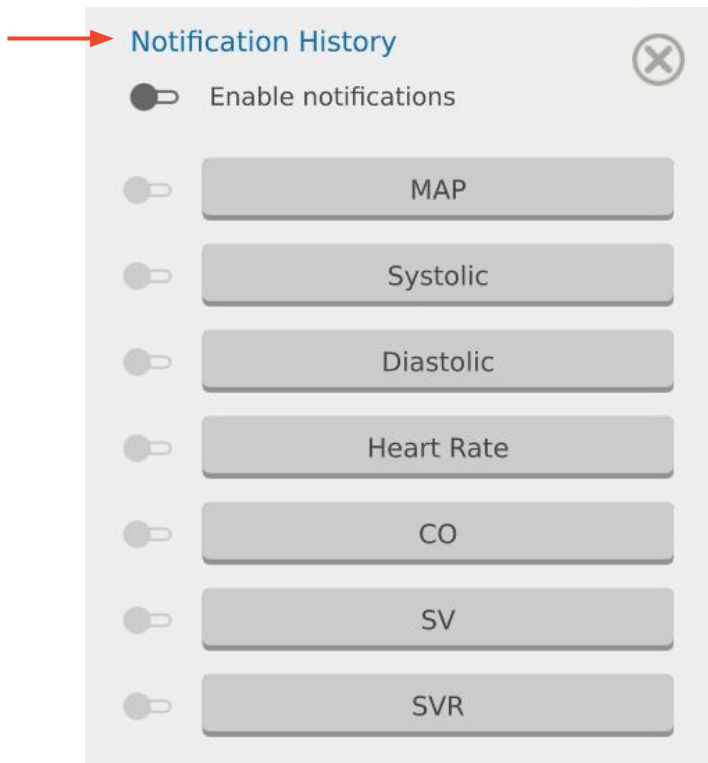 Notification History
Enable notifications
MAP
Systolic
Diastolic
Heart Rate
CO
SV
SVR